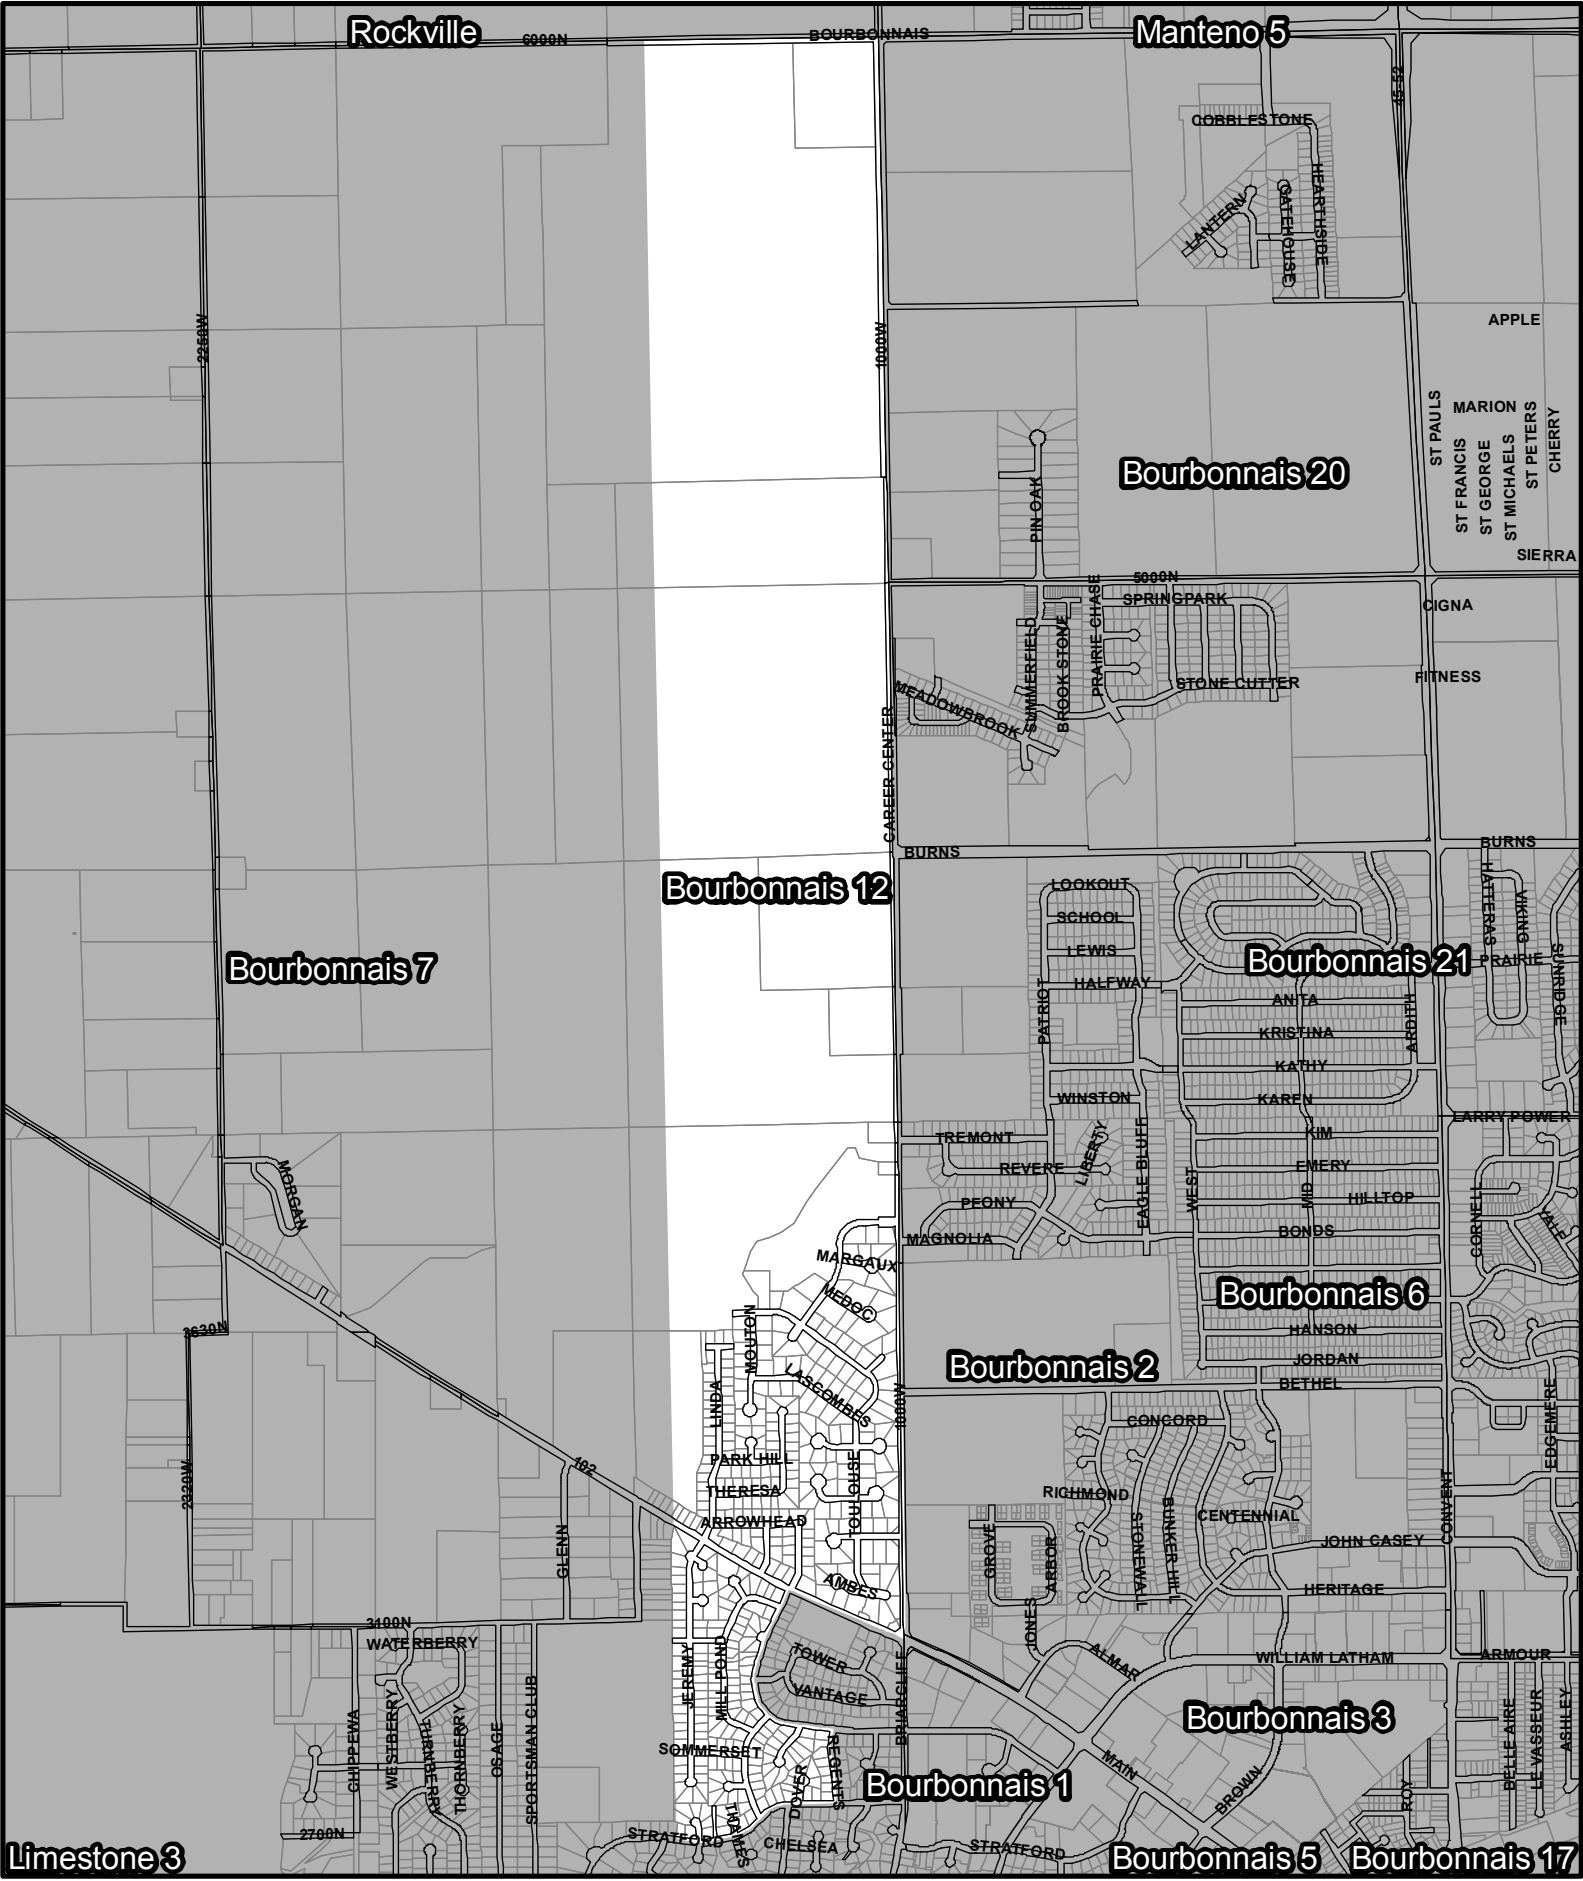 Rockville
6000N
BOURBONNAIS
Manteno 5
45-52
COBBLESTONE
HEARTHSIDE
GATEHOUSE
LANTERN
2250W
1000W
APPLE
ST PAULS
MARION
ST PETERS
CHERRY
ST FRANCIS
ST GEORGE
ST MICHAELS
SIERRA
Bourbonnais 20
PIN OAK
5000N
SPRINGPARK
PRAIRIE CHASE
SUMMERFIELD
BROOK STONE
CIGNA
FITNESS
STONE CUTTER
MEADOWBROOK
CAREER CENTER
BURNS
BURNS
Bourbonnais 12
LOOKOUT
SCHOOL
LEWIS
HALFWAY
PATRIOT
Bourbonnais 21
HATTERAS
VIKING
PRAIRIE
SUNRIDGE
Bourbonnais 7
ANITA
KRISTINA
ARDITH
KATHY
KAREN
WINSTON
LARRY POWER
TREMONT
REVERE
LIBERTY
EAGLE BLUFF
KIM
EMERY
WEST
MID
HILLTOP
MORGAN
PEONY
MAGNOLIA
BONDS
CORNELL
YALE
MARGAUX
MEDOC
Bourbonnais 6
3630N
MOUTON
HANSON
JORDAN
BETHEL
Bourbonnais 2
LASCOMBES
LINDA
1000W
CONCORD
EDGEMERE
102
PARK HILL
THERESA
TOULOUSE
2320W
RICHMOND
STONEWALL
BUNKER HILL
CENTENNIAL
CONVENT
ARROWHEAD
GLENN
GROVE
ARBOR
JOHN CASEY
HERITAGE
AMBES
3100N
WATERBERRY
JONES
ALMAR
WILLIAM LATHAM
ARMOUR
TOWER
VANTAGE
BRIARCLIFF
JEREMY
MILL POND
CHIPPEWA
WESTBERRY
TURNBERRY
THORNBERRY
OSAGE
SPORTSMAN CLUB
SOMMERSET
REGENTS
DOVER
Bourbonnais 3
BELLE AIRE
LE VASSEUR
ASHLEY
MAIN
Bourbonnais 1
BROWN
ROY
2700N
STRATFORD
THAMES
CHELSEA
STRATFORD
Limestone 3
Bourbonnais 5
Bourbonnais 17